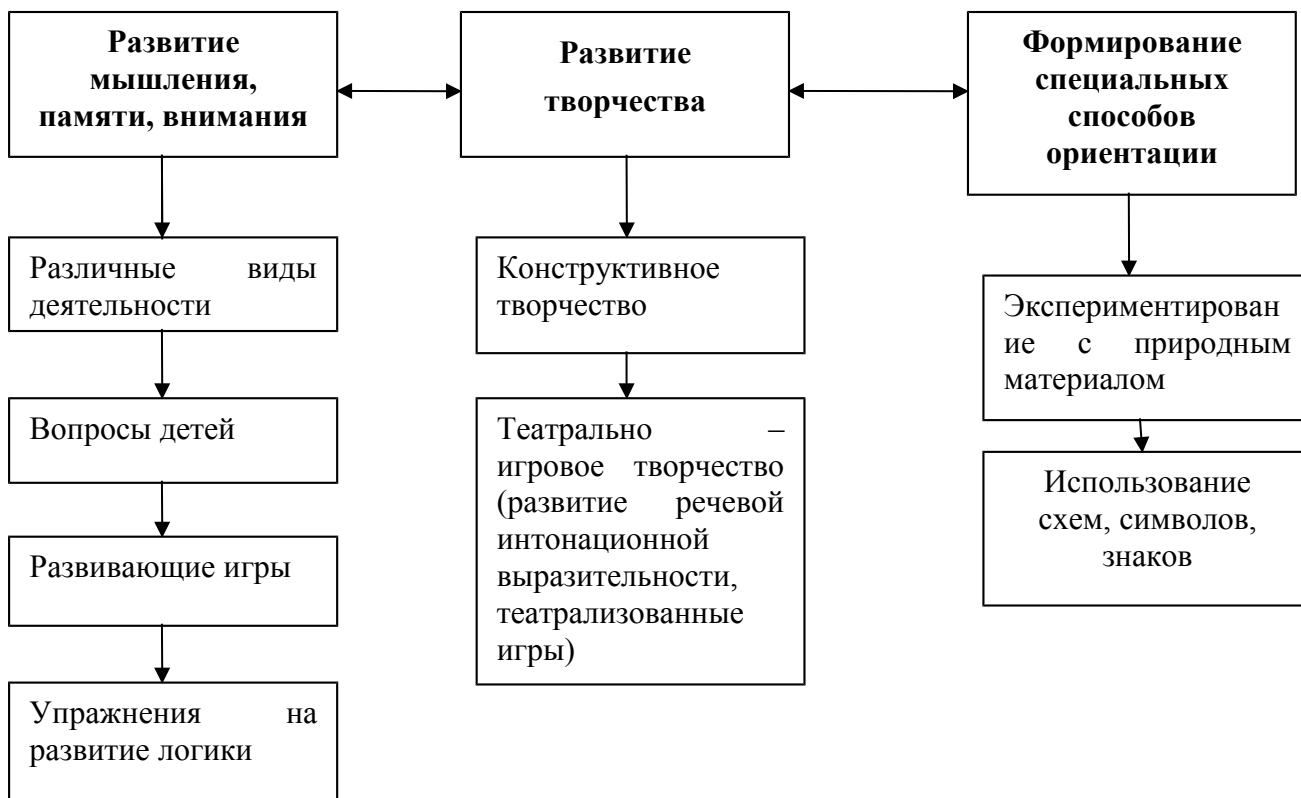 Развитие
мышления,
памяти, внимания
Развитие
творчества
Формирование
специальных
способов
ориентации
Различные виды
деятельности
Конструктивное
творчество
Экспериментирован
ие с природным
материалом
Вопросы детей
Театрально –
игровое творчество
(развитие речевой
интонационной
выразительности,
театрализованные
игры)
Использование
схем, символов,
знаков
Развивающие игры
Упражнения на
развитие логики